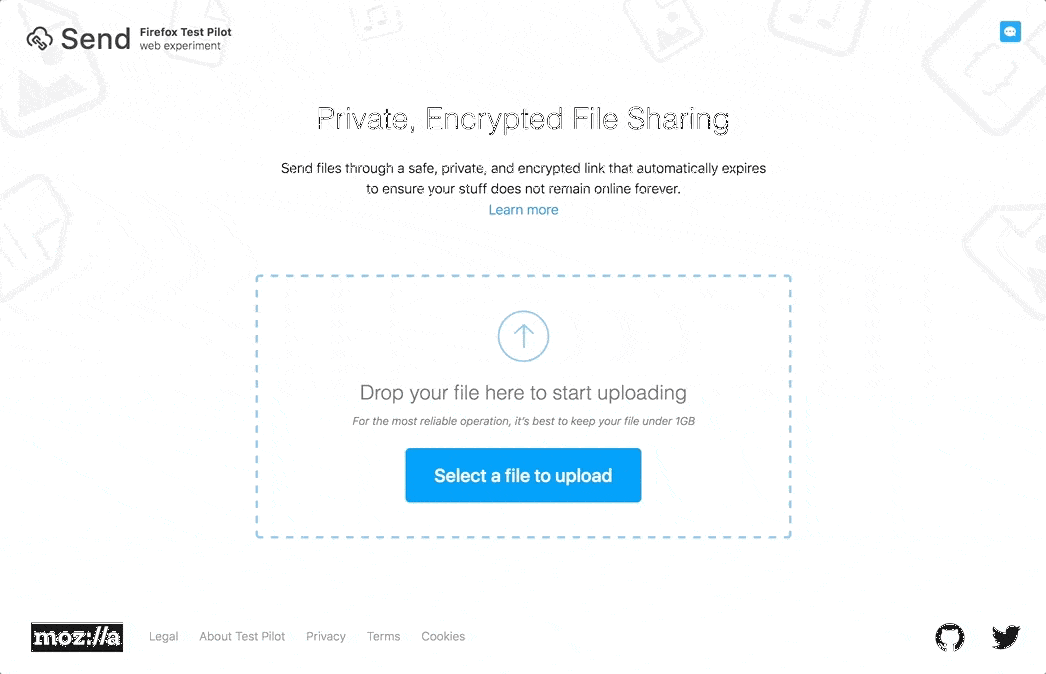 Send
Firefox Test Pilot
web experiment
Private, Encrypted File Sharing
Send files through a safe, private, and encrypted link that automatically expires
to ensure your stuff does not remain online forever.
Learn more
Drop your file here to start uploading
For the most reliable operation, it's best to keep your file under 1GB
Select a file to upload
moz://a
Legal
About Test Pilot
Privacy
Terms
Cookies